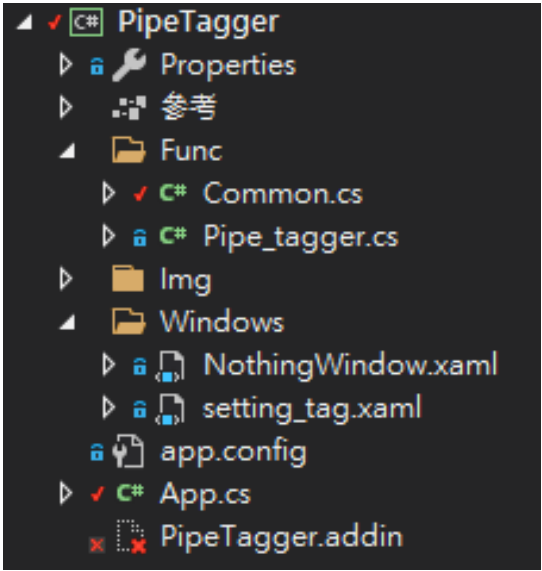 C# PipeTagger
Properties
參考
Func
C# Common.cs
C# Pipe_tagger.cs
Img
Windows
NothingWindow.xaml
setting_tag.xaml
app.config
C# App.cs
PipeTagger.addin